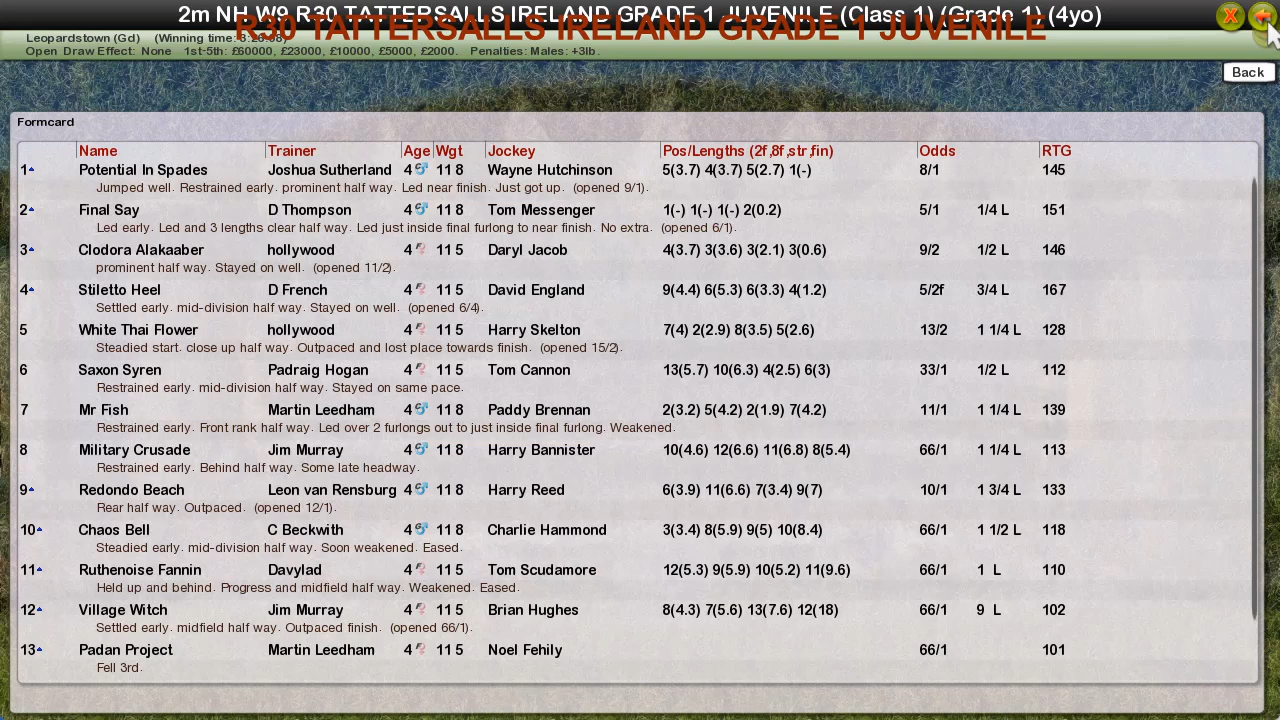 2m NH W9 R30 TATTERSALLS IRELAND GRADE 1 JUVENILE (Class 1) (Grade 1) (4yo)
R30 TATTERSALLS IRELAND GRADE 1 JUVENILE
Leopardstown (Gd) (Winning time:
Open Draw Effect: None 1st-5th: £60000, £23000, £10000, £5000, £2000. Penalties: Males: +3lb.
X
Back
Formcard
Name Trainer Age Wgt Jockey Pos/Lengths (2f,8f,str,fin) Odds RTG
1 Potential In Spades Joshua Sutherland 4 11 8 Wayne Hutchinson 5(3.7) 4(3.7) 5(2.7) 1(-) 8/1 145
Jumped well. Restrained early. prominent half way. Led near finish. Just got up. (opened 9/1).
2 Final Say D Thompson 4 11 8 Tom Messenger 1(-) 1(-) 1(-) 2(0.2) 5/1 1/4 L 151
Led early. Led and 3 lengths clear half way. Led just inside final furlong to near finish. No extra. (opened 6/1).
3 Clodora Alakaaber hollywood 4 11 5 Daryl Jacob 4(3.7) 3(3.6) 3(2.1) 3(0.6) 9/2 1/2 L 146
prominent half way. Stayed on well. (opened 11/2).
4 Stiletto Heel D French 4 11 5 David England 9(4.4) 6(5.3) 6(3.3) 4(1.2) 5/2f 3/4 L 167
Settled early. mid-division half way. Stayed on well. (opened 6/4).
5 White Thai Flower hollywood 4 11 5 Harry Skelton 7(4) 2(2.9) 8(3.5) 5(2.6) 13/2 1 1/4 L 128
Steadied start. close up half way. Outpaced and lost place towards finish. (opened 15/2).
6 Saxon Syren Padraig Hogan 4 11 5 Tom Cannon 13(5.7) 10(6.3) 4(2.5) 6(3) 33/1 1/2 L 112
Restrained early. mid-division half way. Stayed on same pace.
7 Mr Fish Martin Leedham 4 11 8 Paddy Brennan 2(3.2) 5(4.2) 2(1.9) 7(4.2) 11/1 1 1/4 L 139
Restrained early. Front rank half way. Led over 2 furlongs out to just inside final furlong. Weakened.
8 Military Crusade Jim Murray 4 11 8 Harry Bannister 10(4.6) 12(6.6) 11(6.8) 8(5.4) 66/1 1 1/4 L 113
Restrained early. Behind half way. Some late headway.
9 Redondo Beach Leon van Rensburg 4 11 8 Harry Reed 6(3.9) 11(6.6) 7(3.4) 9(7) 10/1 1 3/4 L 133
Rear half way. Outpaced. (opened 12/1).
10 Chaos Bell C Beckwith 4 11 8 Charlie Hammond 3(3.4) 8(5.9) 9(5) 10(8.4) 66/1 1 1/2 L 118
Steadied early. mid-division half way. Soon weakened. Eased.
11 Ruthenoise Fannin Davylad 4 11 5 Tom Scudamore 12(5.3) 9(5.9) 10(5.2) 11(9.6) 66/1 1 L 110
Held up and behind. Progress and midfield half way. Weakened. Eased.
12 Village Witch Jim Murray 4 11 5 Brian Hughes 8(4.3) 7(5.6) 13(7.6) 12(18) 66/1 9 L 102
Settled early. midfield half way. Outpaced finish. (opened 66/1).
13 Padan Project Martin Leedham 4 11 5 Noel Fehily 66/1 101
Fell 3rd.